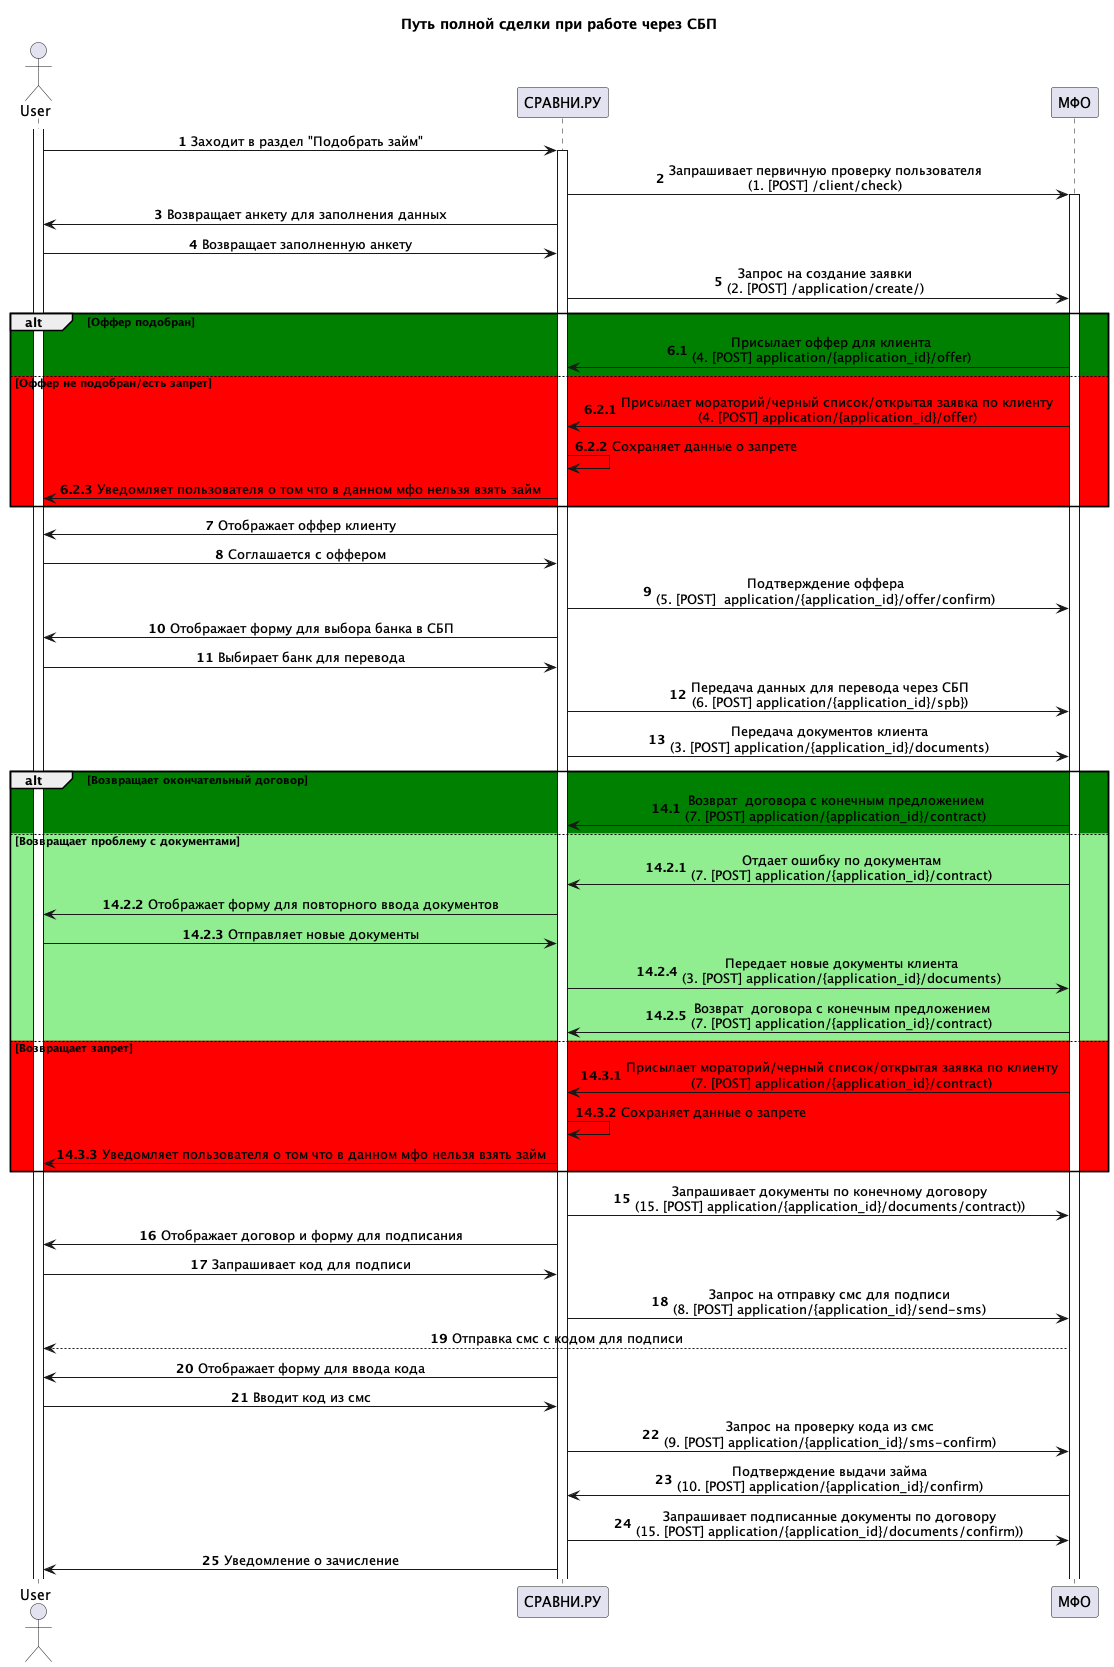 Путь полной сделки при работе через СБП
User
СРАВНИ.РУ
МФО
1 Заходит в раздел "Подобрать займ"
2 Запрашивает первичную проверку пользователя
(1. [POST] /client/check)
3 Возвращает анкету для заполнения данных
4 Возвращает заполненную анкету
5 Запрос на создание заявки
(2. [POST] /application/create/)
alt [Оффер подобран]
6.1 Присылает оффер для клиента
(4. [POST] application/{application_id}/offer)
[Оффер не подобран/есть запрет]
6.2.1 Присылает мораторий/черный список/открытая заявка по клиенту
(4. [POST] application/{application_id}/offer)
6.2.2 Сохраняет данные о запрете
6.2.3 Уведомляет пользователя о том что в данном мфо нельзя взять займ
7 Отображает оффер клиенту
8 Соглашается с оффером
9 Подтверждение оффера
(5. [POST]  application/{application_id}/offer/confirm)
10 Отображает форму для выбора банка в СБП
11 Выбирает банк для перевода
12 Передача данных для перевода через СБП
(6. [POST] application/{application_id}/spb})
13 Передача документов клиента
(3. [POST] application/{application_id}/documents)
alt [Возвращает окончательный договор]
14.1 Возврат  договора с конечным предложением
(7. [POST] application/{application_id}/contract)
[Возвращает проблему с документами]
14.2.1 Отдает ошибку по документам
(7. [POST] application/{application_id}/contract)
14.2.2 Отображает форму для повторного ввода документов
14.2.3 Отправляет новые документы
14.2.4 Передает новые документы клиента
(3. [POST] application/{application_id}/documents)
14.2.5 Возврат  договора с конечным предложением
(7. [POST] application/{application_id}/contract)
[Возвращает запрет]
14.3.1 Присылает мораторий/черный список/открытая заявка по клиенту
(7. [POST] application/{application_id}/contract)
14.3.2 Сохраняет данные о запрете
14.3.3 Уведомляет пользователя о том что в данном мфо нельзя взять займ
15 Запрашивает документы по конечному договору
(15. [POST] application/{application_id}/documents/contract))
16 Отображает договор и форму для подписания
17 Запрашивает код для подписи
18 Запрос на отправку смс для подписи
(8. [POST] application/{application_id}/send-sms)
19 Отправка смс с кодом для подписи
20 Отображает форму для ввода кода
21 Вводит код из смс
22 Запрос на проверку кода из смс
(9. [POST] application/{application_id}/sms-confirm)
23 Подтверждение выдачи займа
(10. [POST] application/{application_id}/confirm)
24 Запрашивает подписанные документы по договору
(15. [POST] application/{application_id}/documents/confirm))
25 Уведомление о зачисление
User
СРАВНИ.РУ
МФО